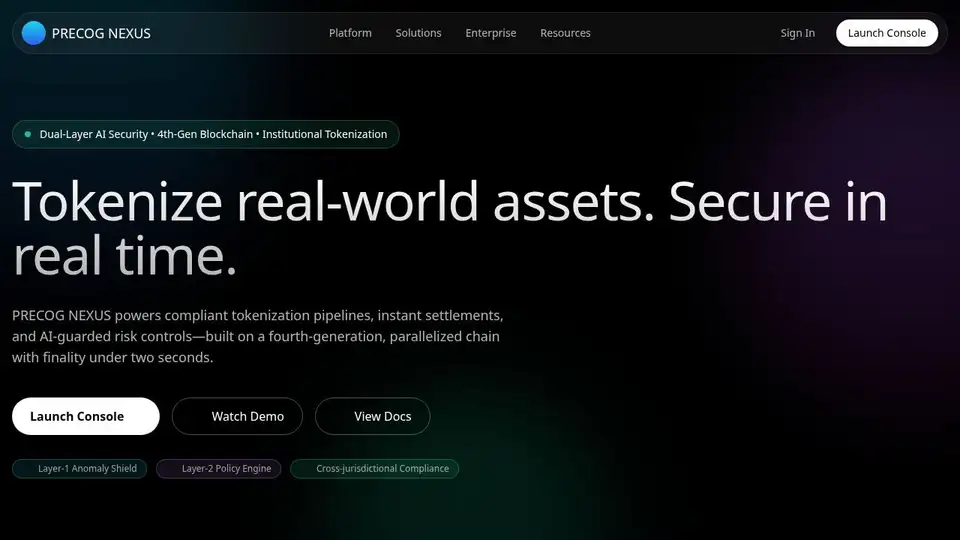 PRECOG NEXUS
Platform
Solutions
Enterprise
Resources
Sign In
Launch Console
Dual-Layer AI Security • 4th-Gen Blockchain • Institutional Tokenization
Tokenize real-world assets. Secure in
real time.
PRECOG NEXUS powers compliant tokenization pipelines, instant settlements,
and AI-guarded risk controls—built on a fourth-generation, parallelized chain
with finality under two seconds.
Launch Console
Watch Demo
View Docs
Layer-1 Anomaly Shield
Layer-2 Policy Engine
Cross-jurisdictional Compliance